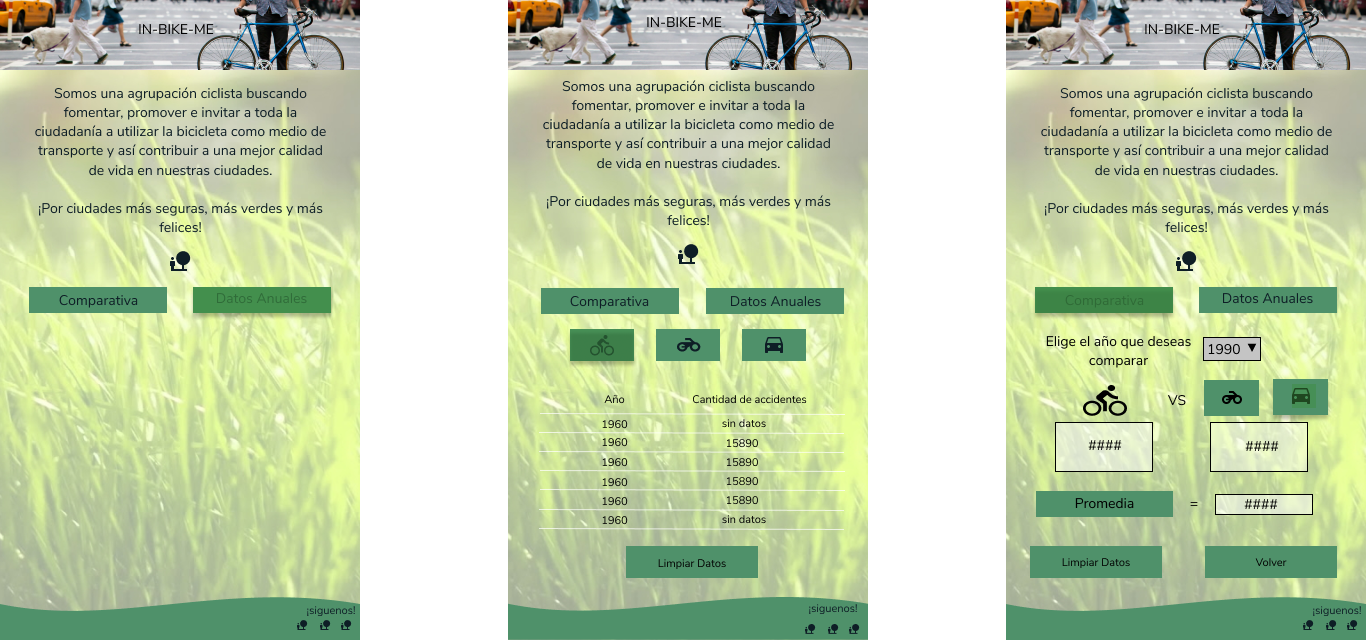 IN-BIKE-ME
Somos una agrupación ciclista buscando
fomentar, promover e invitar a toda la
ciudadanía a utilizar la bicicleta como medio de
transporte y así contribuir a una mejor calidad
de vida en nuestras ciudades.
¡Por ciudades más seguras, más verdes y más
felices!
Comparativa
Datos Anuales
¡siguenos!
IN-BIKE-ME
Somos una agrupación ciclista buscando
fomentar, promover e invitar a toda la
ciudadanía a utilizar la bicicleta como medio de
transporte y así contribuir a una mejor calidad
de vida en nuestras ciudades.
¡Por ciudades más seguras, más verdes y más
felices!
Comparativa
Datos Anuales
Año Cantidad de accidentes
1960 sin datos
1960 15890
1960 15890
1960 15890
1960 15890
1960 sin datos
Limpiar Datos
¡siguenos!
IN-BIKE-ME
Somos una agrupación ciclista buscando
fomentar, promover e invitar a toda la
ciudadanía a utilizar la bicicleta como medio de
transporte y así contribuir a una mejor calidad
de vida en nuestras ciudades.
¡Por ciudades más seguras, más verdes y más
felices!
Comparativa
Datos Anuales
Elige el año que deseas
comparar
1990 ▼
VS
####
####
Promedia = ####
Limpiar Datos
Volver
¡siguenos!